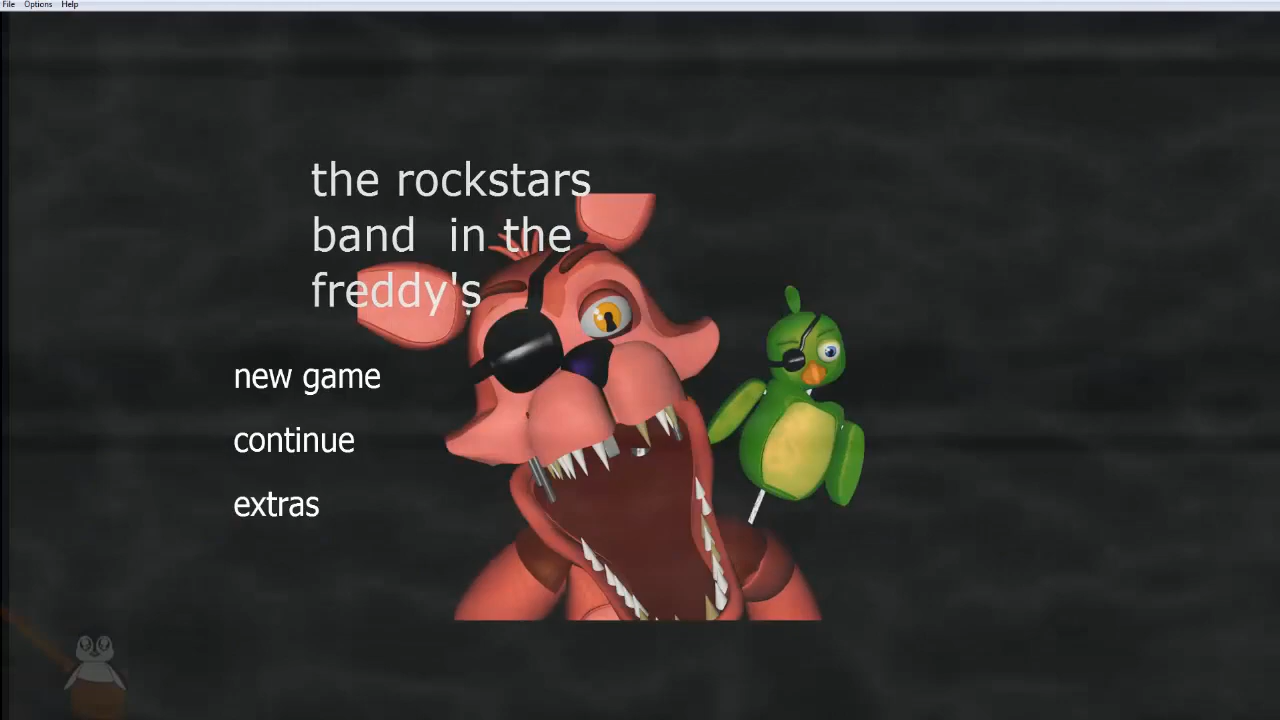 File Options Help
the rockstars
band in the
freddy's
new game
continue
extras